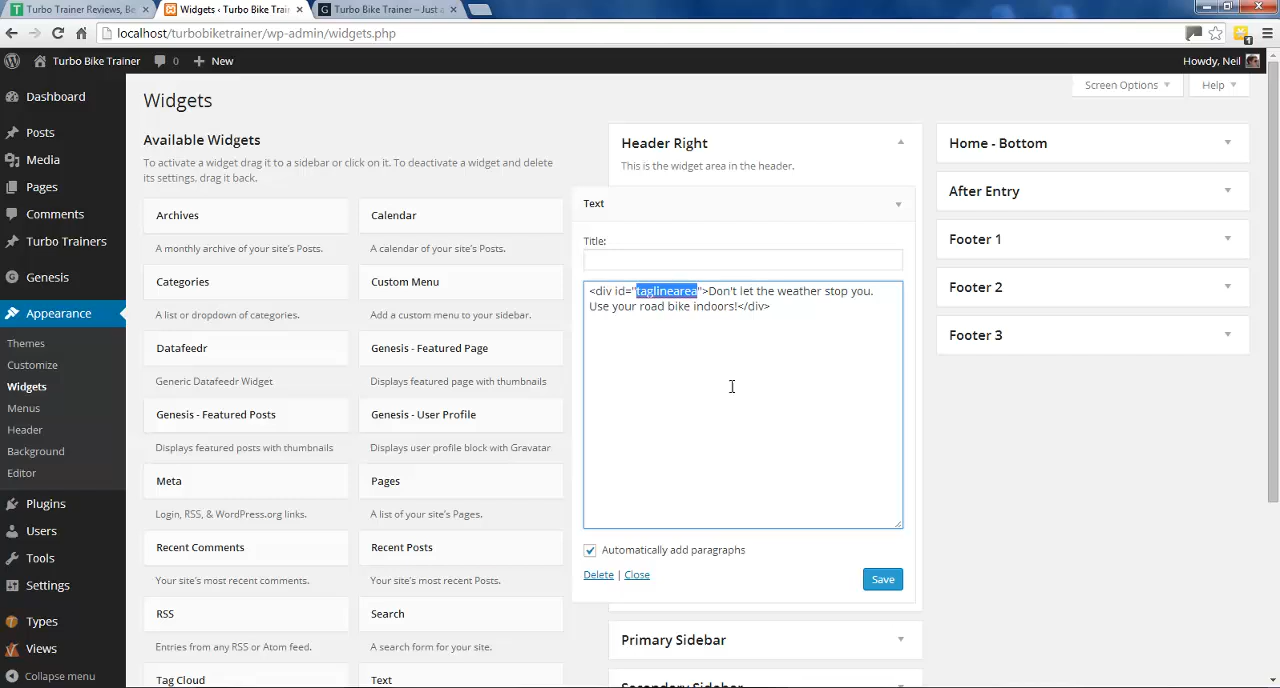 Turbo Trainer Reviews, Be
Widgets ‹ Turbo Bike Trai
Turbo Bike Trainer – Just a
localhost/turbobiketrainer/wp-admin/widgets.php
Turbo Bike Trainer
0
New
Howdy, Neil
Screen Options
Help
Dashboard
Posts
Media
Pages
Comments
Turbo Trainers
Genesis
Appearance
Themes
Customize
Widgets
Menus
Header
Background
Editor
Plugins
Users
Tools
Settings
Types
Views
Collapse menu
Widgets
Available Widgets
To activate a widget drag it to a sidebar or click on it. To deactivate a widget and delete
its settings, drag it back.
Archives
A monthly archive of your site's Posts.
Calendar
A calendar of your site's Posts.
Categories
A list or dropdown of categories.
Custom Menu
Add a custom menu to your sidebar.
Datafeedr
Generic Datafeedr Widget
Genesis - Featured Page
Displays featured page with thumbnails
Genesis - Featured Posts
Displays featured posts with thumbnails
Genesis - User Profile
Displays user profile block with Gravatar
Meta
Login, RSS, & WordPress.org links.
Pages
A list of your site's Pages.
Recent Comments
Your site's most recent comments.
Recent Posts
Your site's most recent Posts.
RSS
Entries from any RSS or Atom feed.
Search
A search form for your site.
Tag Cloud
Text
Header Right
This is the widget area in the header.
Text
Title:
<div id="taglinearea">Don't let the weather stop you.
Use your road bike indoors!</div>
Automatically add paragraphs
Delete | Close
Save
Primary Sidebar
Secondary Sidebar
Home - Bottom
After Entry
Footer 1
Footer 2
Footer 3